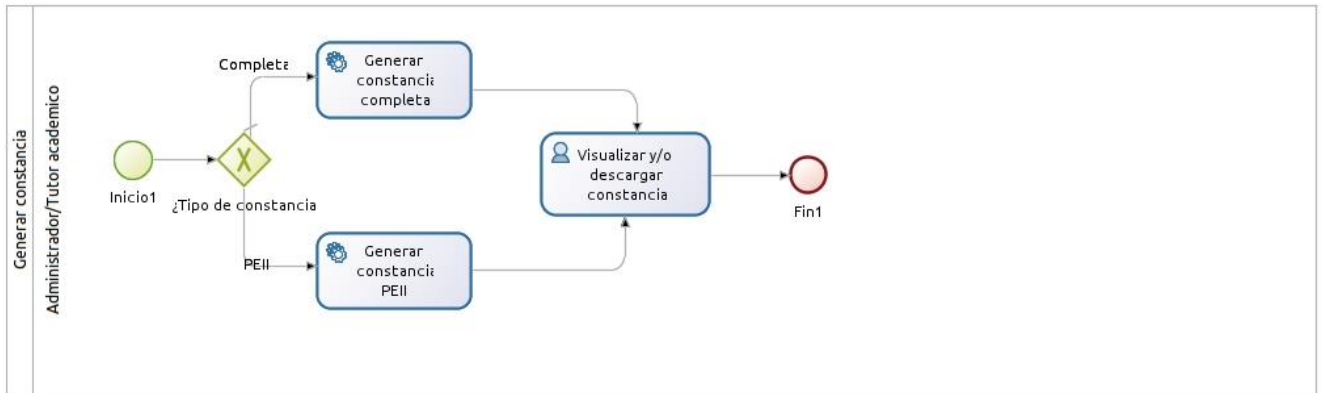 Generar constancia
Administrador/Tutor academico
Inicio1
¿Tipo de constancia
Completa
Generar
constancia
completa
PEII
Generar
constancia
PEII
Visualizar y/o
descargar
constancia
Fin1